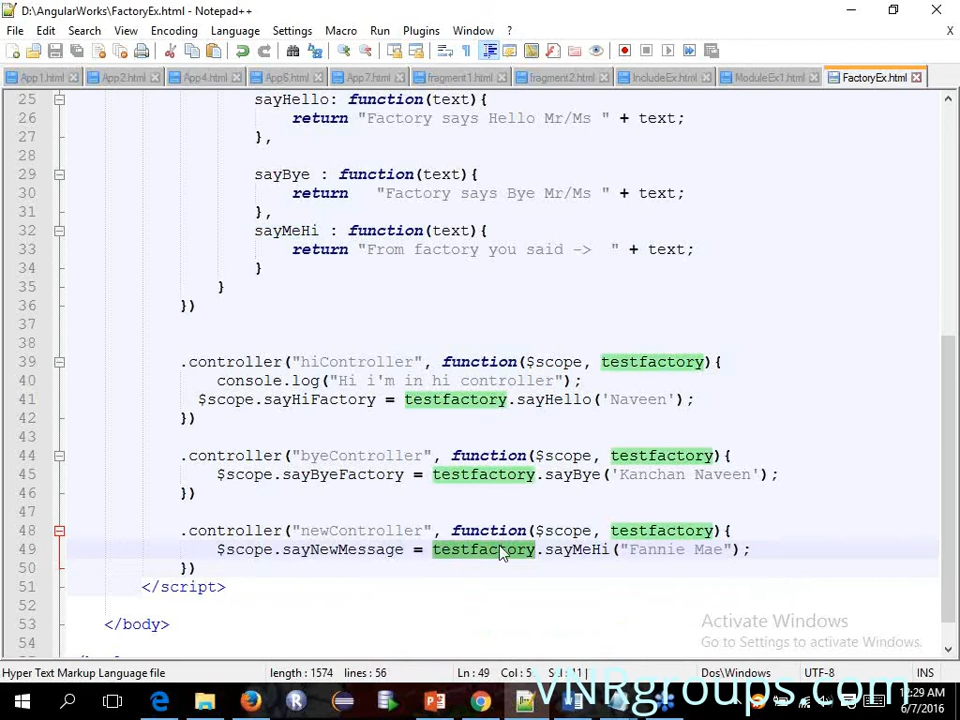 D:\AngularWorks\FactoryEx.html - Notepad++
File Edit Search View Encoding Language Settings Macro Run Plugins Window ? X
App1.html App2.html App4.html App6.html App7.html fragment1.html fragment2.html IncludeEx.html ModuleEx1.html FactoryEx.html
25 sayHello: function(text){
26 return "Factory says Hello Mr/Ms " + text;
27 },
28
29 sayBye : function(text){
30 return "Factory says Bye Mr/Ms " + text;
31 },
32 sayMeHi : function(text){
33 return "From factory you said -> " + text;
34 }
35 }
36 })
37
38
39 .controller("hiController", function($scope, testfactory){
40 console.log("Hi i'm in hi controller");
41 $scope.sayHiFactory = testfactory.sayHello('Naveen');
42 })
43
44 .controller("byeController", function($scope, testfactory){
45 $scope.sayByeFactory = testfactory.sayBye('Kanchan Naveen');
46 })
47
48 .controller("newController", function($scope, testfactory){
49 $scope.sayNewMessage = testfactory.sayMeHi("Fannie Mae");
50 })
51 </script>
52
53 </body>
54
Activate Windows
Go to Settings to activate Windows.
Hyper Text Markup Language file length : 1574 lines : 56 Ln : 49 Col : 5 Dos\Windows UTF-8 INS
VNRgroups.com
12:29 AM
6/7/2016